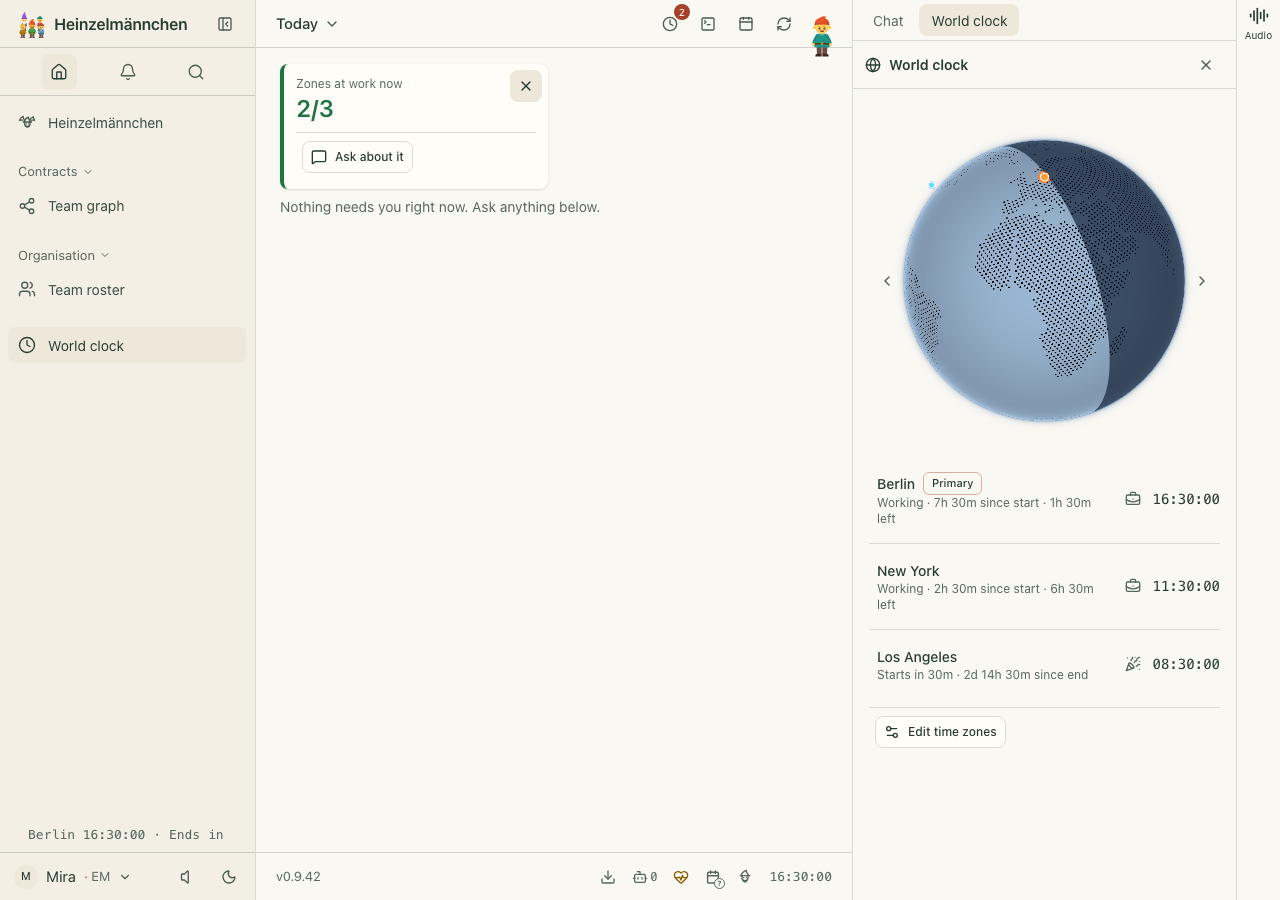 Heinzelmännchen
Heinzelmännchen
Contracts
Team graph
Organisation
Team roster
World clock
Berlin 16:30:00 · Ends in
M
Mira · EM
Today
2
Zones at work now
2/3
Ask about it
Nothing needs you right now. Ask anything below.
v0.9.42
0
?
16:30:00
Chat
World clock
World clock
Berlin
Primary
Working · 7h 30m since start · 1h 30m
left
16:30:00
New York
Working · 2h 30m since start · 6h 30m
left
11:30:00
Los Angeles
Starts in 30m · 2d 14h 30m since end
08:30:00
Edit time zones
Audio